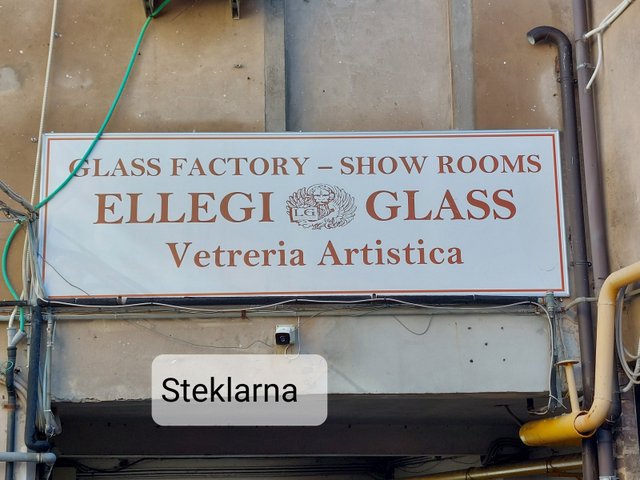 GLASS FACTORY – SHOW ROOMS
ELLEGI LG GLASS
Vetreria Artistica
Steklarna